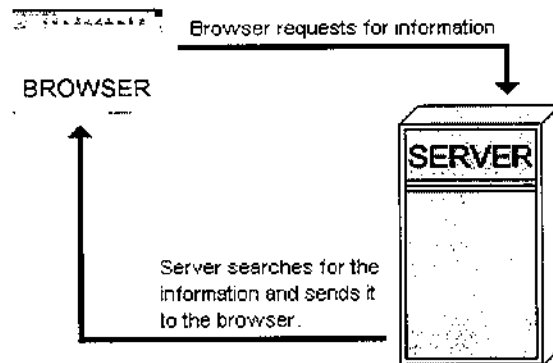 Browser requests for information
BROWSER
SERVER
Server searches for the
information and sends it
to the browser.